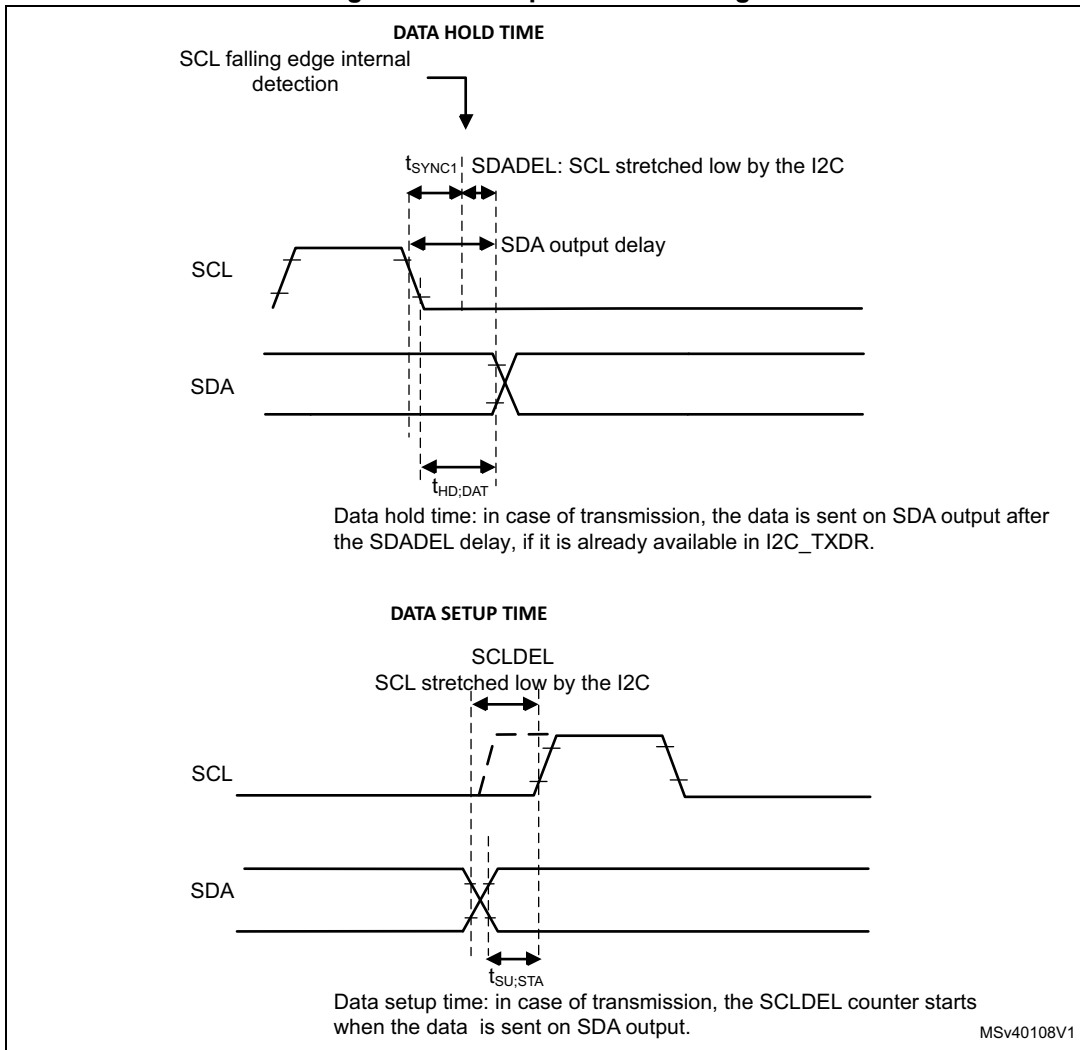 DATA HOLD TIME
SCL falling edge internal
detection
tSYNC1 SDADEL: SCL stretched low by the I2C
SDA output delay
SCL
SDA
tHD;DAT
Data hold time: in case of transmission, the data is sent on SDA output after
the SDADEL delay, if it is already available in I2C_TXDR.
DATA SETUP TIME
SCLDEL
SCL stretched low by the I2C
SCL
SDA
tSU;STA
Data setup time: in case of transmission, the SCLDEL counter starts
when the data is sent on SDA output.
MSv40108V1